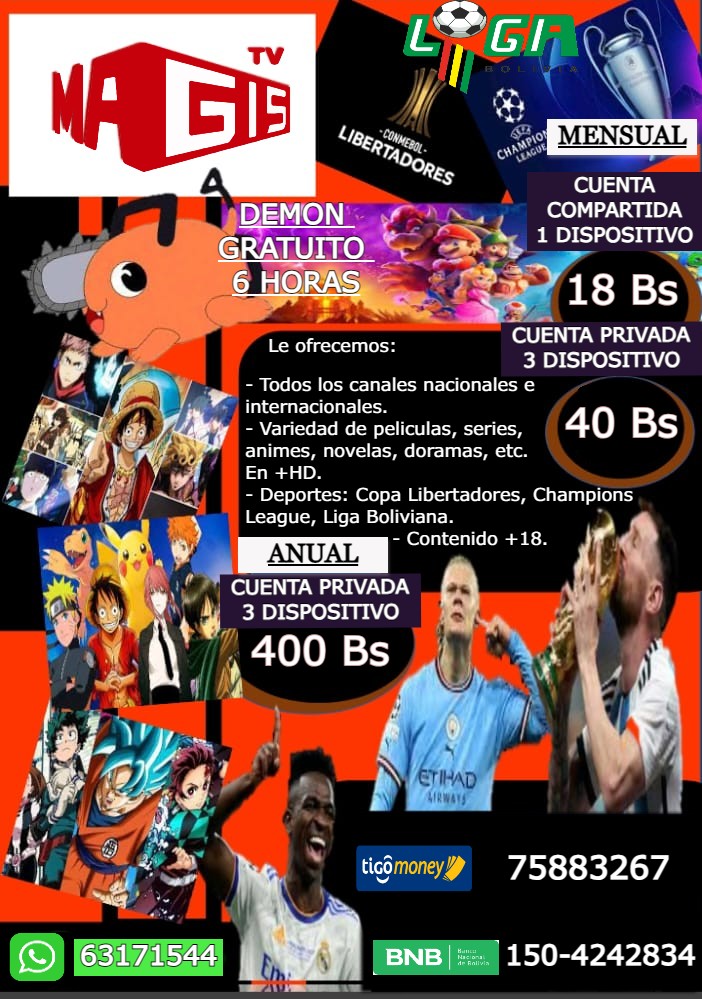 MAGIS
TV
LIGA
BOLIVIA
-CONMEBOL-
LIBERTADORES
CHAMPIONS
LEAGUE
MENSUAL
CUENTA
COMPARTIDA
1 DISPOSITIVO
18 Bs
DEMON
GRATUITO
6 HORAS
CUENTA PRIVADA
3 DISPOSITIVO
40 Bs
Le ofrecemos:
- Todos los canales nacionales e
internacionales.
- Variedad de peliculas, series,
animes, novelas, doramas, etc.
En +HD.
- Deportes: Copa Libertadores, Champions
League, Liga Boliviana.
- Contenido +18.
ANUAL
CUENTA PRIVADA
3 DISPOSITIVO
400 Bs
ETIHAD
AIRWAYS
tigo money
75883267
63171544
BNB
Banco
Nacional
de Bolivia
150-4242834